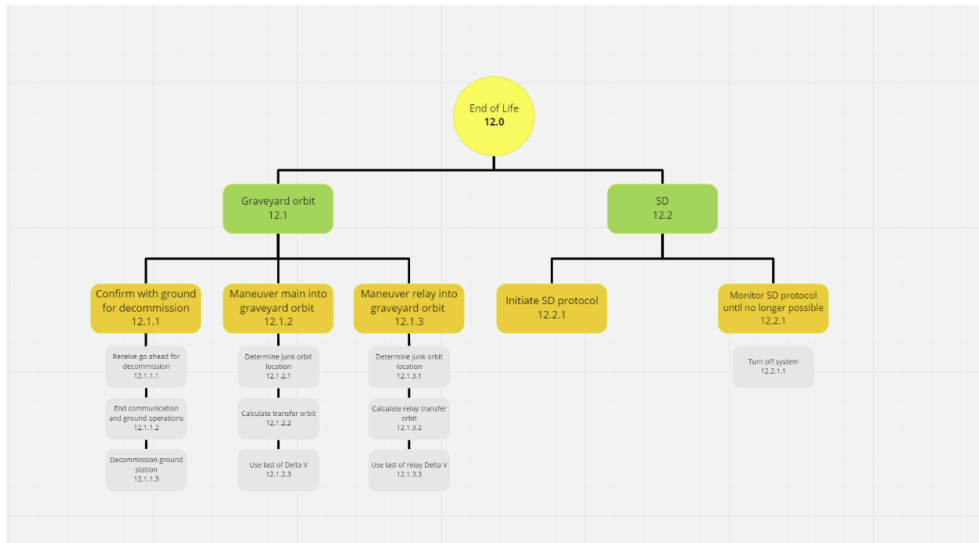 End of Life
12.0
Graveyard orbit
12.1
SD
12.2
Confirm with ground
for decommission
12.1.1
Maneuver main into
graveyard orbit
12.1.2
Maneuver relay into
graveyard orbit
12.1.3
Initiate SD protocol
12.2.1
Monitor SD protocol
until no longer possible
12.2.1
Receive go ahead for
decommission
12.1.1.1
Determine junk orbit
location
12.1.2.1
Determine junk orbit
location
12.1.3.1
Turn off system
12.2.1.1
End communication
and ground operations
12.1.1.2
Calculate transfer orbit
12.1.2.2
Calculate relay transfer
orbit
12.1.3.2
Decommission ground
station
12.1.1.3
Use last of Delta V
12.1.2.3
Use last of relay Delta V
12.1.3.3